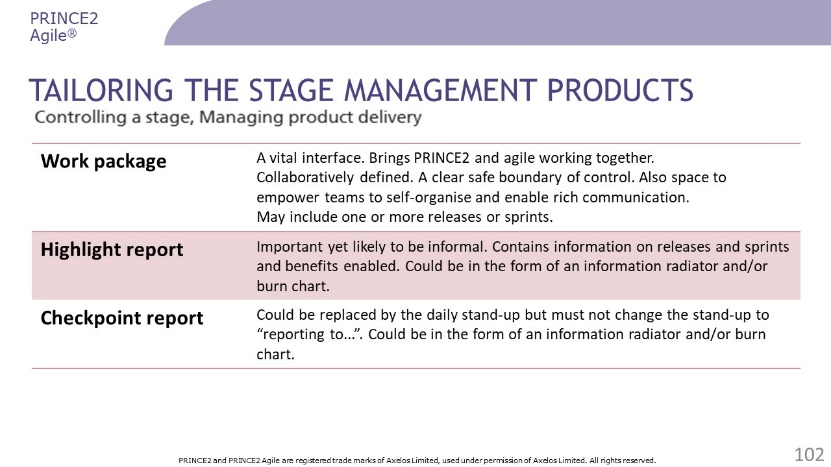 PRINCE2
Agile®
TAILORING THE STAGE MANAGEMENT PRODUCTS
Controlling a stage, Managing product delivery
Work package
A vital interface. Brings PRINCE2 and agile working together.
Collaboratively defined. A clear safe boundary of control. Also space to
empower teams to self-organise and enable rich communication.
May include one or more releases or sprints.
Highlight report
Important yet likely to be informal. Contains information on releases and sprints
and benefits enabled. Could be in the form of an information radiator and/or
burn chart.
Checkpoint report
Could be replaced by the daily stand-up but must not change the stand-up to
“reporting to...”. Could be in the form of an information radiator and/or burn
chart.
PRINCE2 and PRINCE2 Agile are registered trade marks of Axelos Limited, used under permission of Axelos Limited. All rights reserved.
102